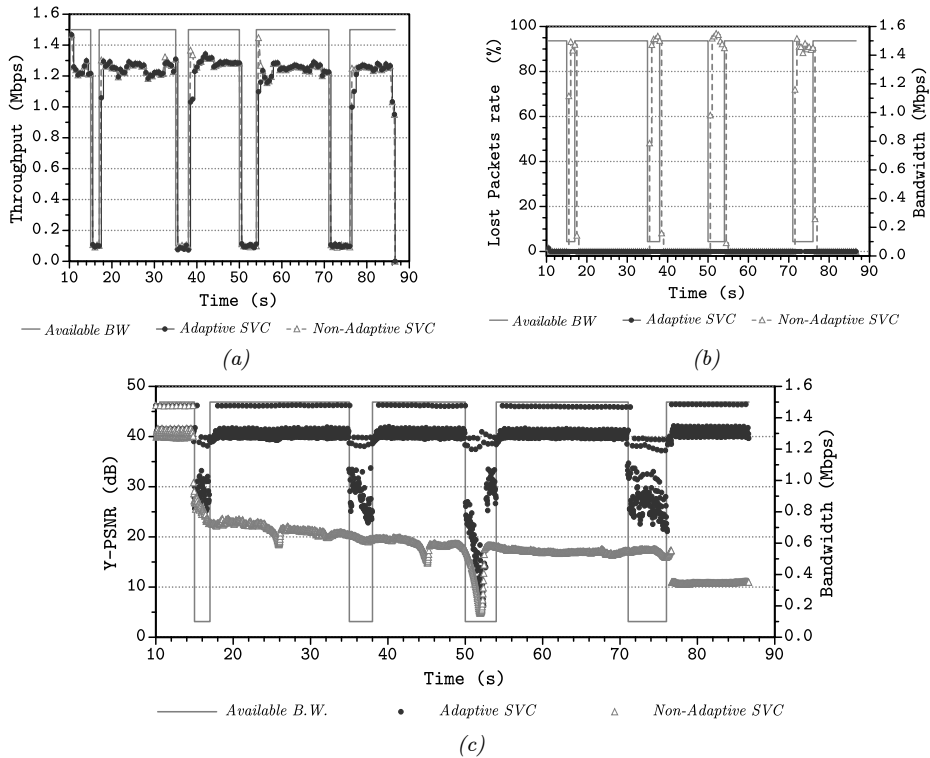 Throughput (Mbps)
1.6
1.4
1.2
1.0
0.8
0.6
0.4
0.2
0.0
10 20 30 40 50 60 70 80 90
Time (s)
Available BW Adaptive SVC Non-Adaptive SVC
(a)
Lost Packets rate (%)
100
80
60
40
20
0
1.6
1.4
1.2
1.0
0.8
0.6
0.4
0.2
0.0
Bandwidth (Mbps)
10 20 30 40 50 60 70 80 90
Time (s)
Available BW Adaptive SVC Non-Adaptive SVC
(b)
Y-PSNR (dB)
50
40
30
20
10
0
1.6
1.4
1.2
1.0
0.8
0.6
0.4
0.2
0.0
Bandwidth (Mbps)
10 20 30 40 50 60 70 80 90
Time (s)
Available B.W. Adaptive SVC Non-Adaptive SVC
(c)